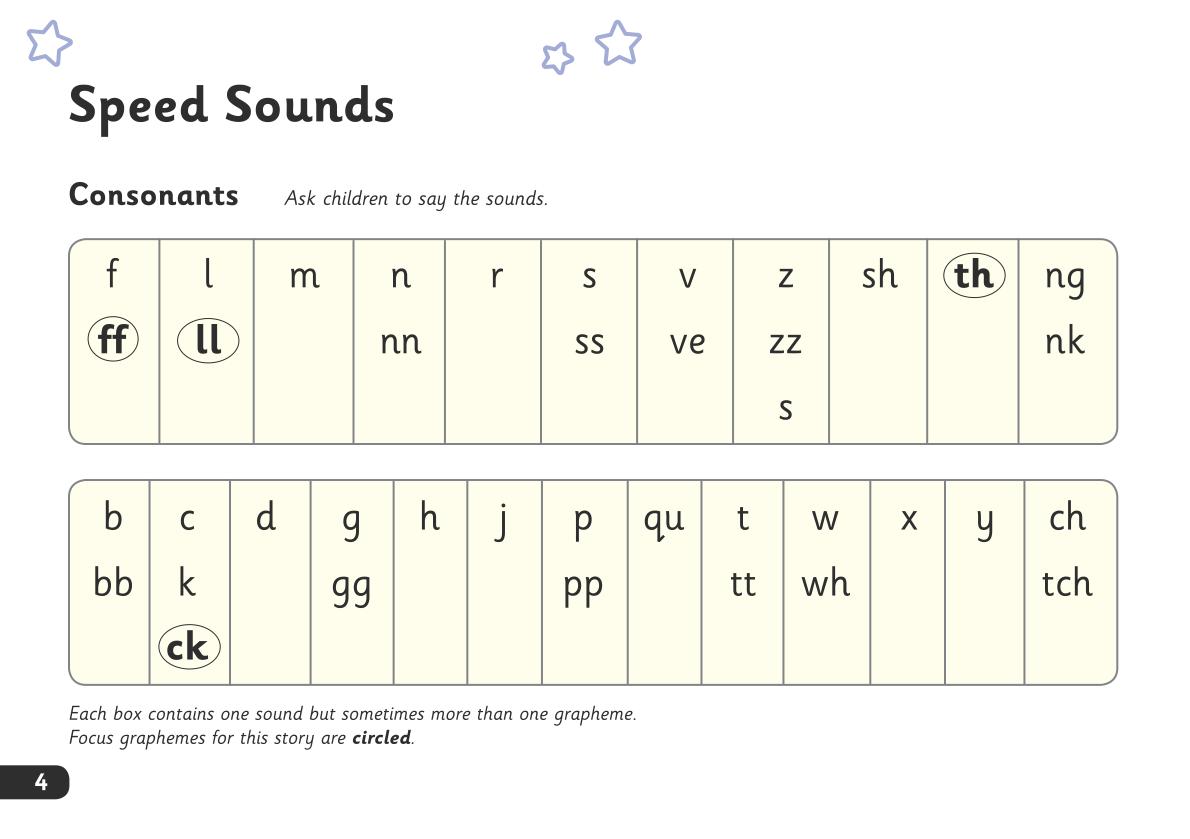 Speed Sounds
Consonants Ask children to say the sounds.
f l m n r s v z sh th ng
ff ll nn ss ve zz nk
s
b c d g h j p qu t w x y ch
bb k gg pp tt wh tch
ck
Each box contains one sound but sometimes more than one grapheme.
Focus graphemes for this story are circled.
4